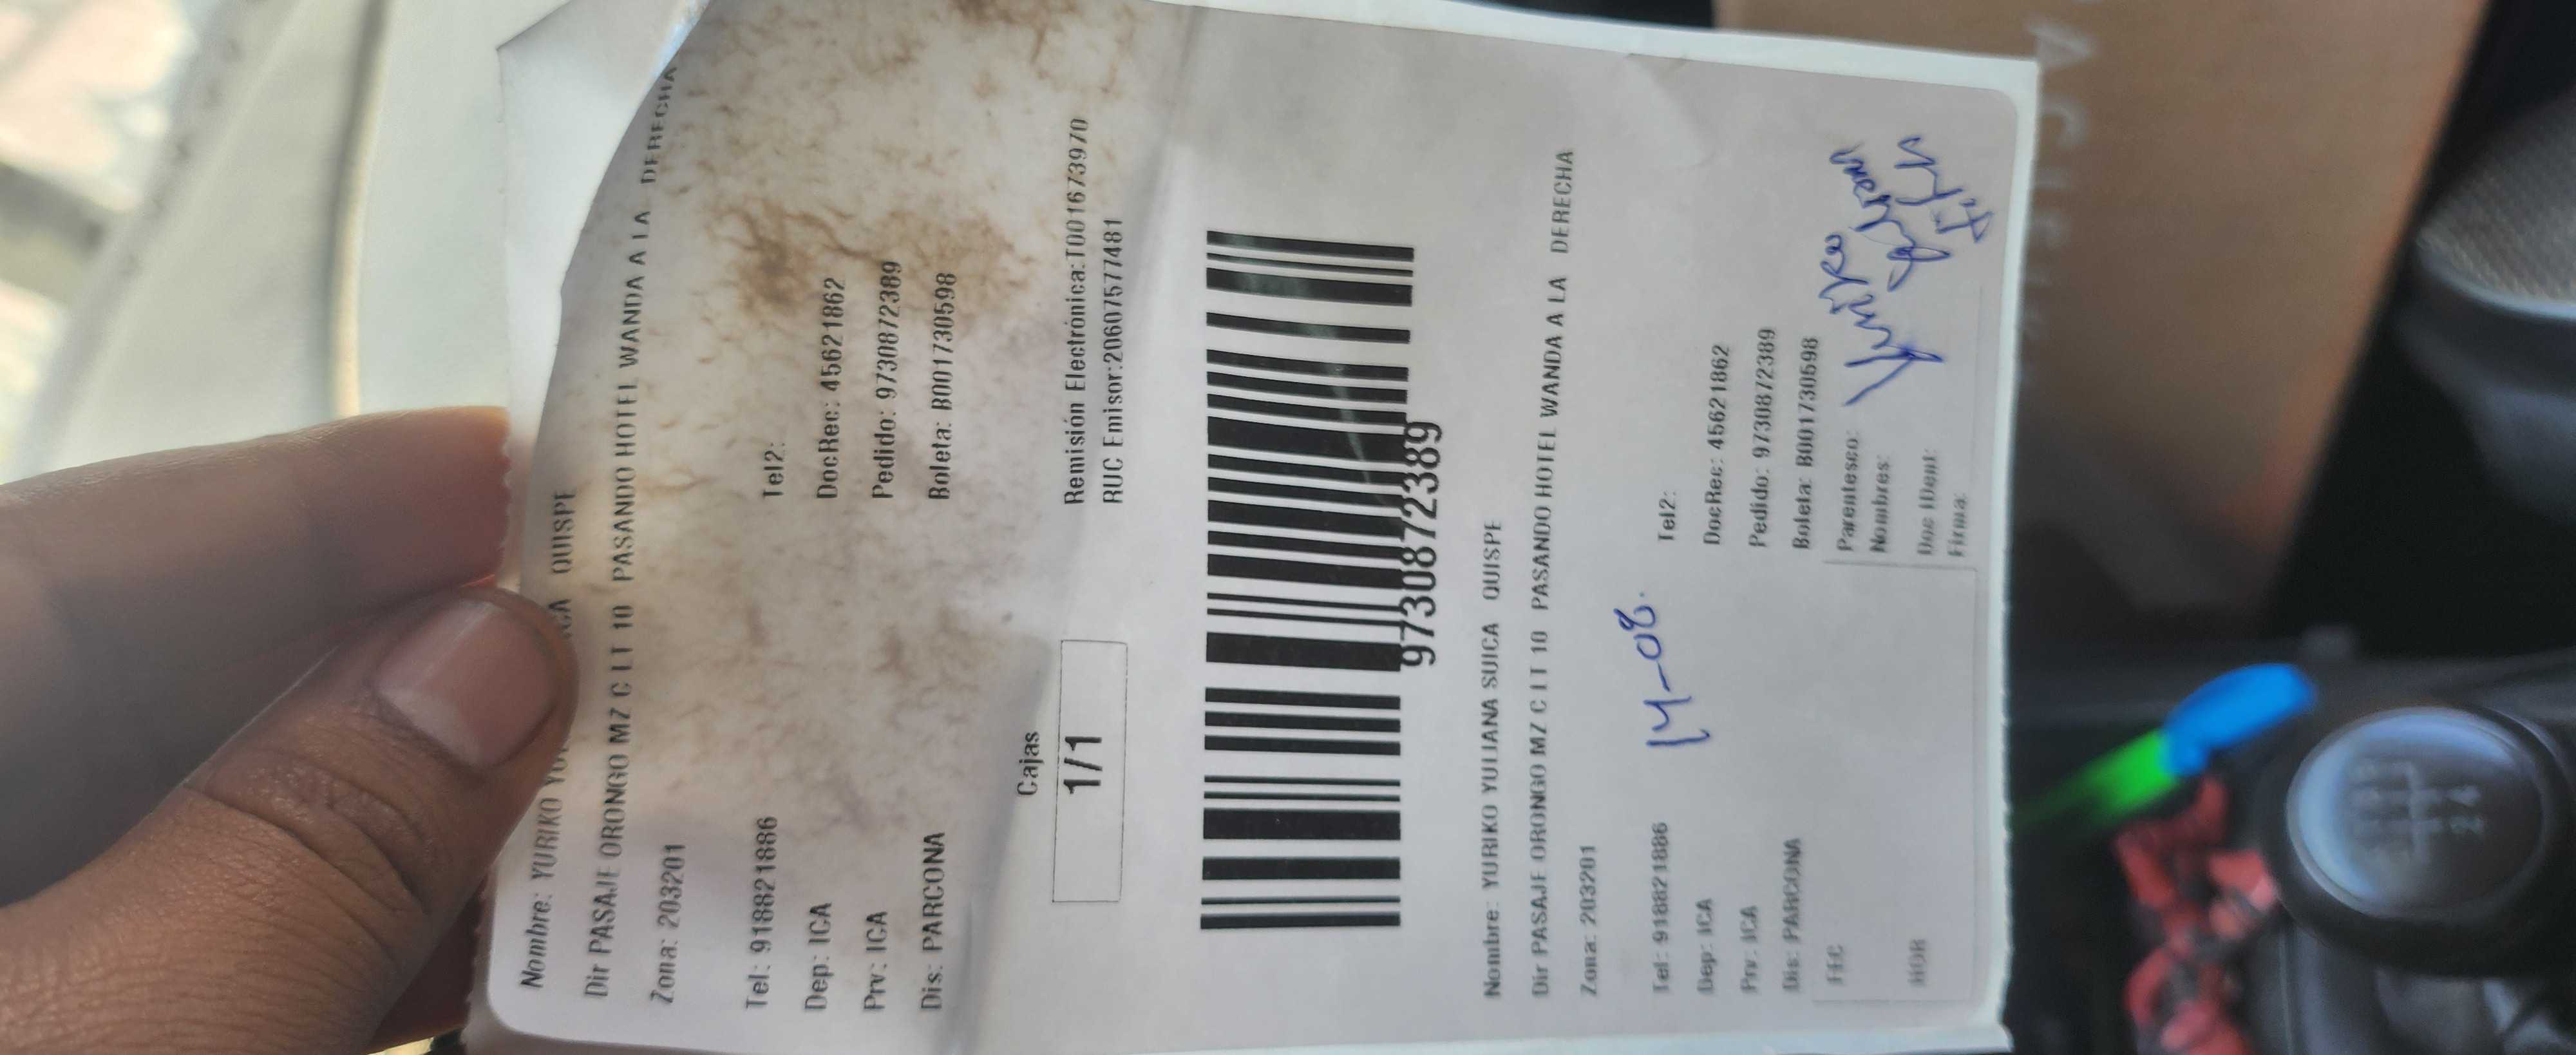 Nombre: YURIKO QUISPE
Dir PASAJE ORONGO MZ C LT 10 PASANDO HOTEL WANDA A LA DERECHA
Zona: 203201
Tel: 918821886 Tel2:
Dep: ICA DocRec: 45621862
Prv: ICA Pedido: 97308723​89
Dis: PARCONA Boleta: B001730598
Cajas
1/1
Remisión Electrónica:T001673970
RUC Emisor:20607577481
9730872389
Nombre: YURIKO YULIANA SUICA QUISPE
Dir PASAJE ORONGO MZ C LT 10 PASANDO HOTEL WANDA A LA DERECHA
Zona: 203201
14-08.
Tel: 918821886 Tel2:
Dep: ICA DocRec: 45621862
Prv: ICA Pedido: 9730872389
Dis: PARCONA Boleta: B001730598
FEC Parentesco:
Nombres:
HOR Doc IDent:
Firma: